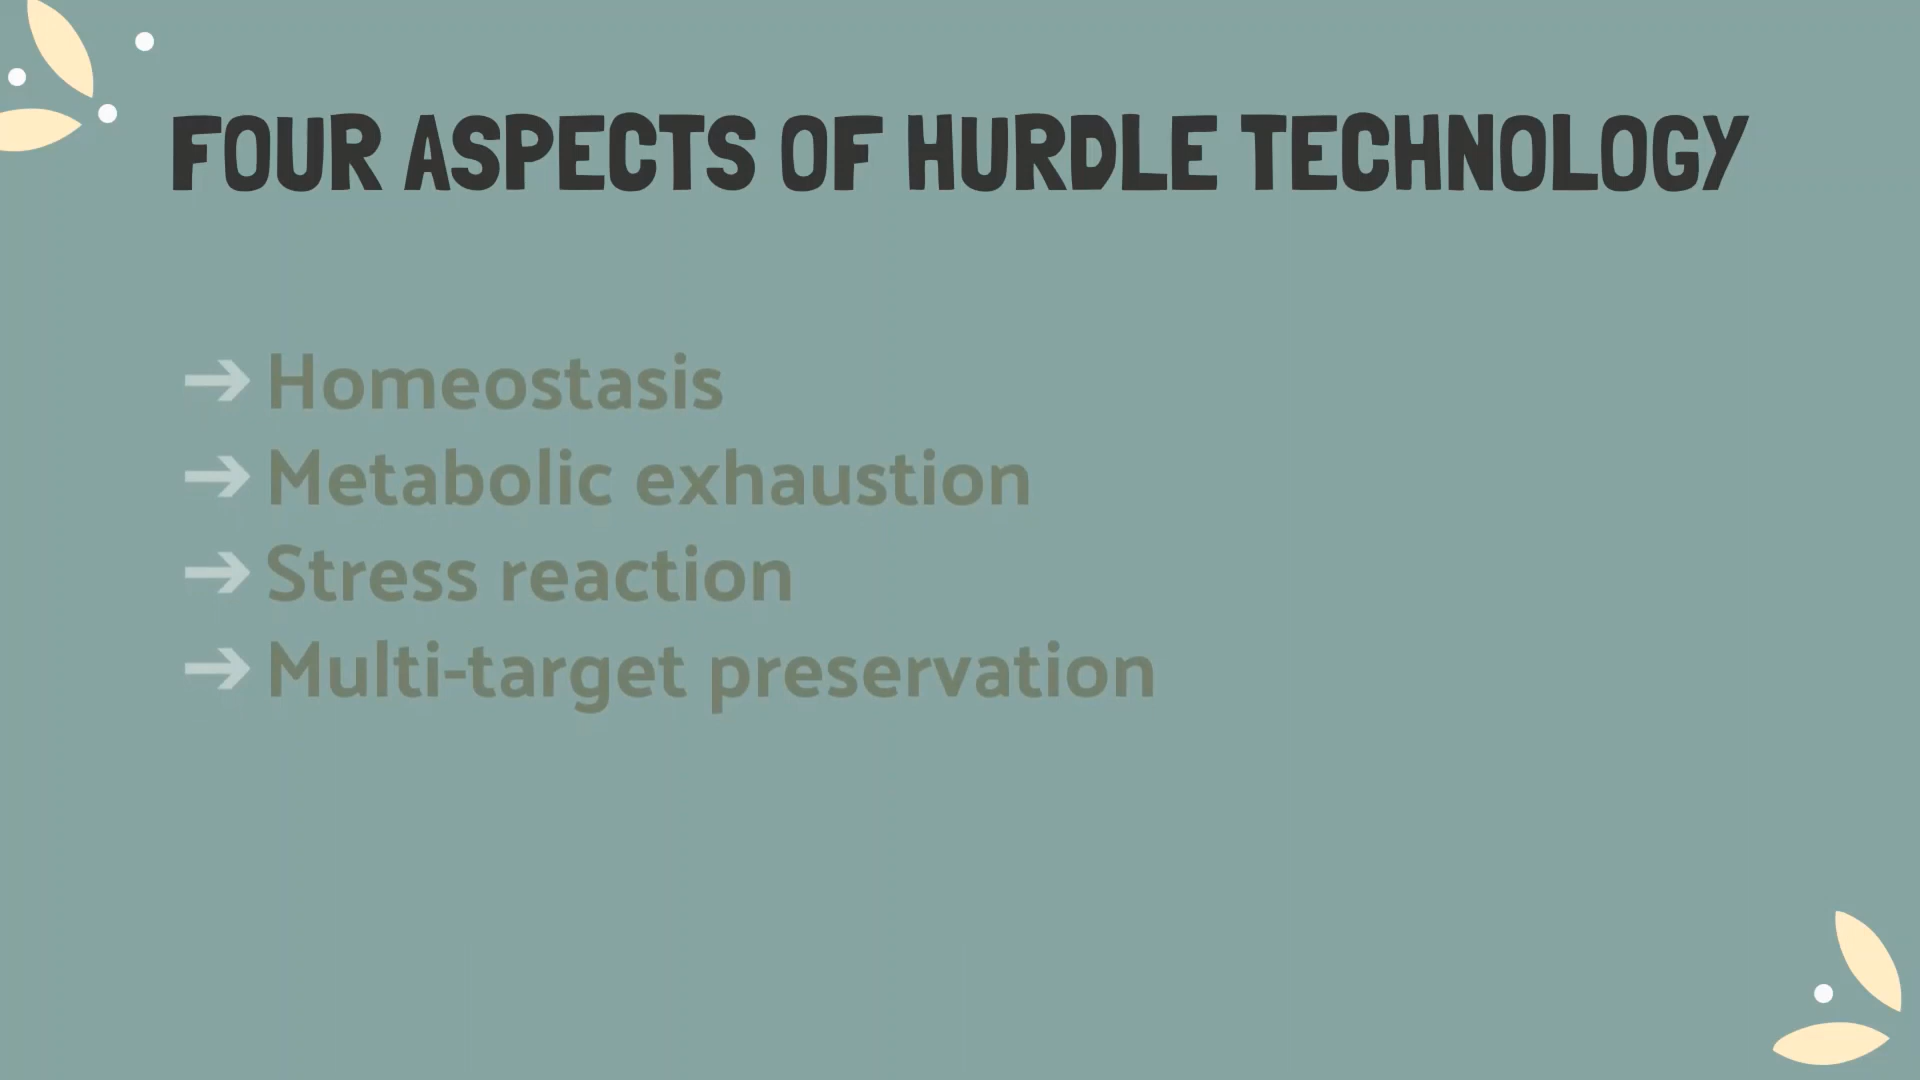 FOUR ASPECTS OF HURDLE TECHNOLOGY
➔ Homeostasis
➔ Metabolic exhaustion
➔ Stress reaction
➔ Multi-target preservation